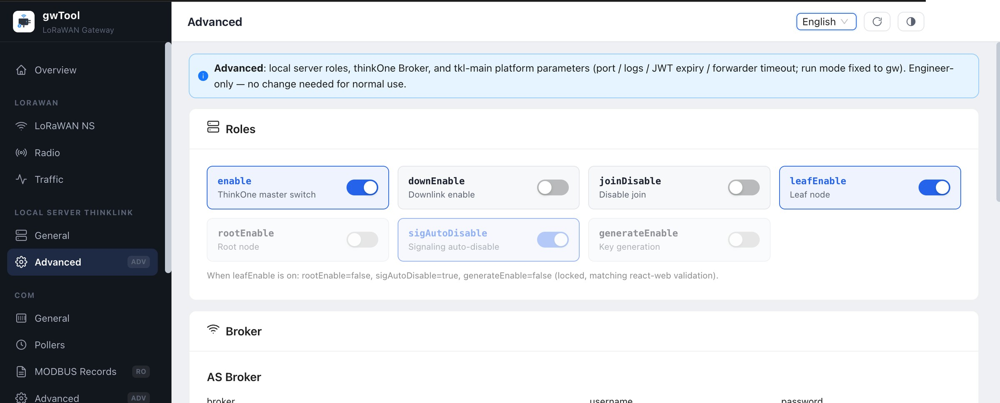 gwTool
LoRaWAN Gateway
Overview
LORAWAN
LoRaWAN NS
Radio
Traffic
LOCAL SERVER THINKLINK
General
Advanced ADV
COM
General
Pollers
MODBUS Records RO
Advanced ADV
Advanced
English
Advanced: local server roles, thinkOne Broker, and tkl-main platform parameters (port / logs / JWT expiry / forwarder timeout; run mode fixed to gw). Engineer-
only — no change needed for normal use.
Roles
enable
ThinkOne master switch
downEnable
Downlink enable
joinDisable
Disable join
leafEnable
Leaf node
rootEnable
Root node
sigAutoDisable
Signaling auto-disable
generateEnable
Key generation
When leafEnable is on: rootEnable=false, sigAutoDisable=true, generateEnable=false (locked, matching react-web validation).
Broker
AS Broker
broker username password